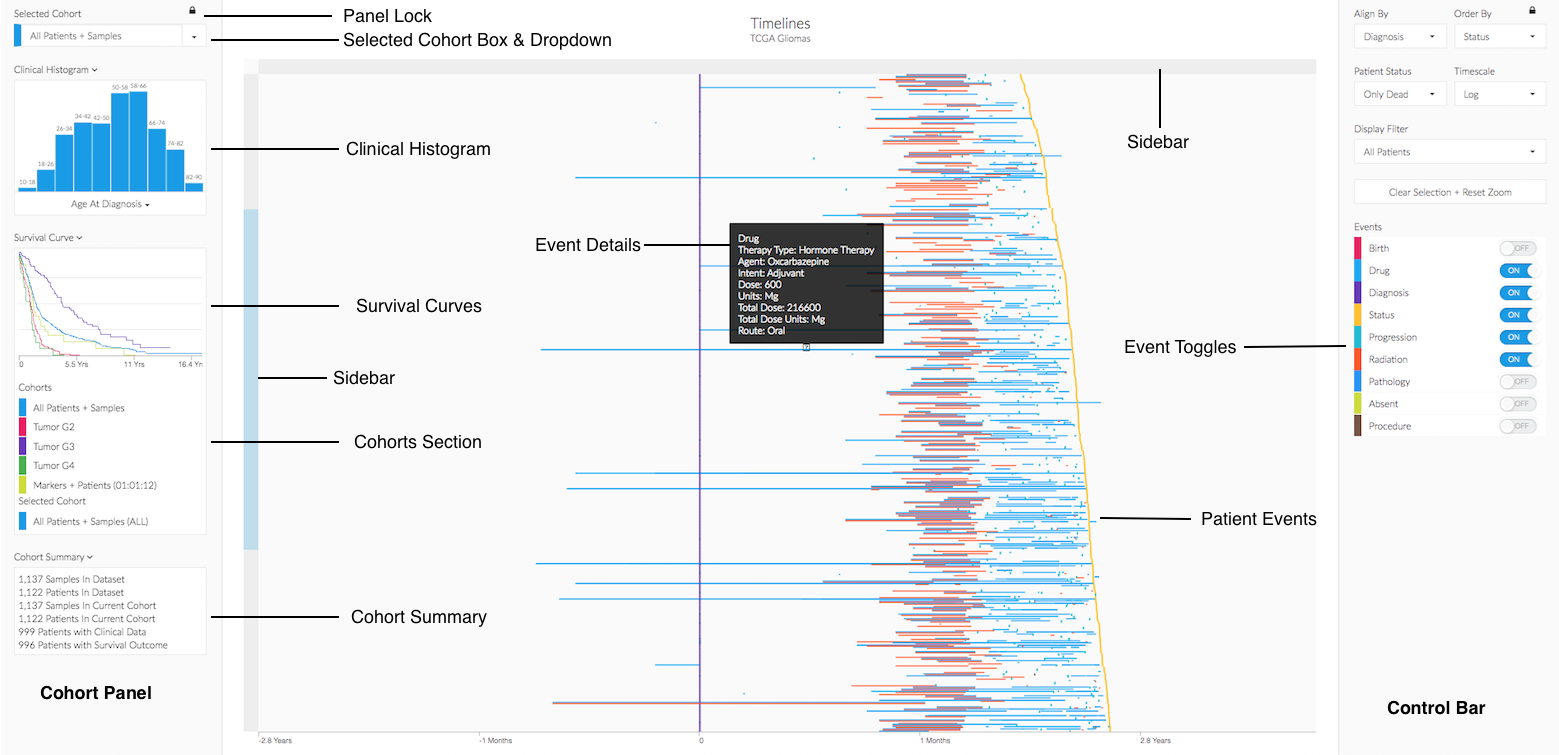 Selected Cohort
All Patients + Samples
Panel Lock
Selected Cohort Box & Dropdown
Clinical Histogram
10-18
18-26
26-34
34-42
42-50
50-58
58-66
66-74
74-82
82-90
Age At Diagnosis
Clinical Histogram
Survival Curve
0
5.5 Yrs
11 Yrs
16.4 Yrs
Survival Curves
Sidebar
Cohorts
All Patients + Samples
Tumor G2
Tumor G3
Tumor G4
Markers + Patients (01:01:12)
Selected Cohort
All Patients + Samples (ALL)
Cohorts Section
Cohort Summary
1,137 Samples In Dataset
1,122 Patients In Dataset
1,137 Samples In Current Cohort
1,122 Patients In Current Cohort
999 Patients with Clinical Data
996 Patients with Survival Outcome
Cohort Summary
Cohort Panel
Timelines
TCGA Gliomas
Sidebar
Event Details
Drug
Therapy Type: Hormone Therapy
Agent: Oxcarbazepine
Intent: Adjuvant
Dose: 600
Units: Mg
Total Dose: 216600
Total Dose Units: Mg
Route: Oral
Event Toggles
Patient Events
-2.8 Years
-1 Months
0
1 Months
2.8 Years
Align By
Order By
Diagnosis
Status
Patient Status
Timescale
Only Dead
Log
Display Filter
All Patients
Clear Selection + Reset Zoom
Events
Birth OFF
Drug ON
Diagnosis ON
Status ON
Progression ON
Radiation ON
Pathology OFF
Absent OFF
Procedure OFF
Control Bar